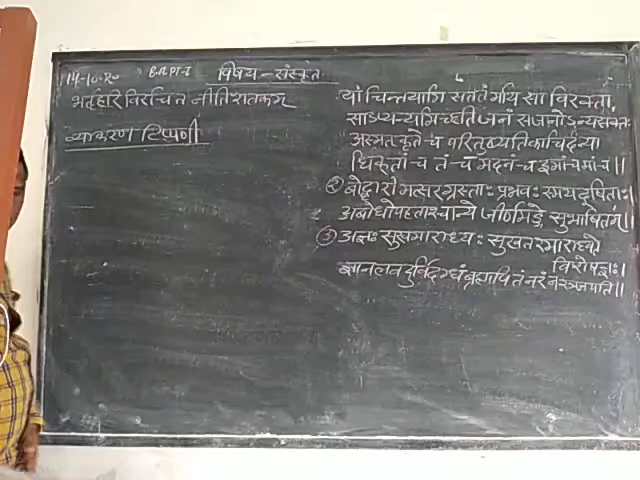 14-10-20 B.A. PT-I विषय - संस्कृत
भर्तृहरि विरचित नीतिशतकम्
व्याकरण टिप्पणी
यां चिन्तयामि सततं मयि सा विरक्ता,
साऽप्यन्यमिच्छति जनं स जनोऽन्यसक्तः
अस्मत्कृते च परितुष्यति काचिदन्या
धिक् तां च तं च मदनं च इमां च मां च ||
② बोद्धारो मत्सरग्रस्ताः प्रभवः स्मयदूषिताः |
अबोधोपहताश्चान्ये जीर्णमङ्गे सुभाषितम् ||
③ अज्ञः सुखमाराध्यः सुखतरमाराध्यते
विशेषज्ञः |
ज्ञानलवदुर्विदग्धं ब्रह्मापि तं नरं न रञ्जयति ||